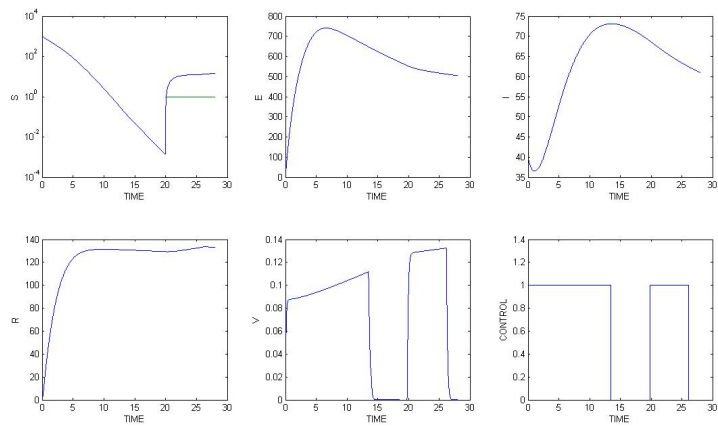 10^4
10^2
10^0
10^-2
10^-4
S
0 5 10 15 20 25 30
TIME
800
700
600
500
400
300
200
100
0
E
0 5 10 15 20 25 30
TIME
75
70
65
60
55
50
45
40
35
I
0 5 10 15 20 25 30
TIME
140
120
100
80
60
40
20
0
R
0 5 10 15 20 25 30
TIME
0.14
0.12
0.1
0.08
0.06
0.04
0.02
0
V
0 5 10 15 20 25 30
TIME
1.4
1.2
1
0.8
0.6
0.4
0.2
0
CONTROL
0 5 10 15 20 25 30
TIME